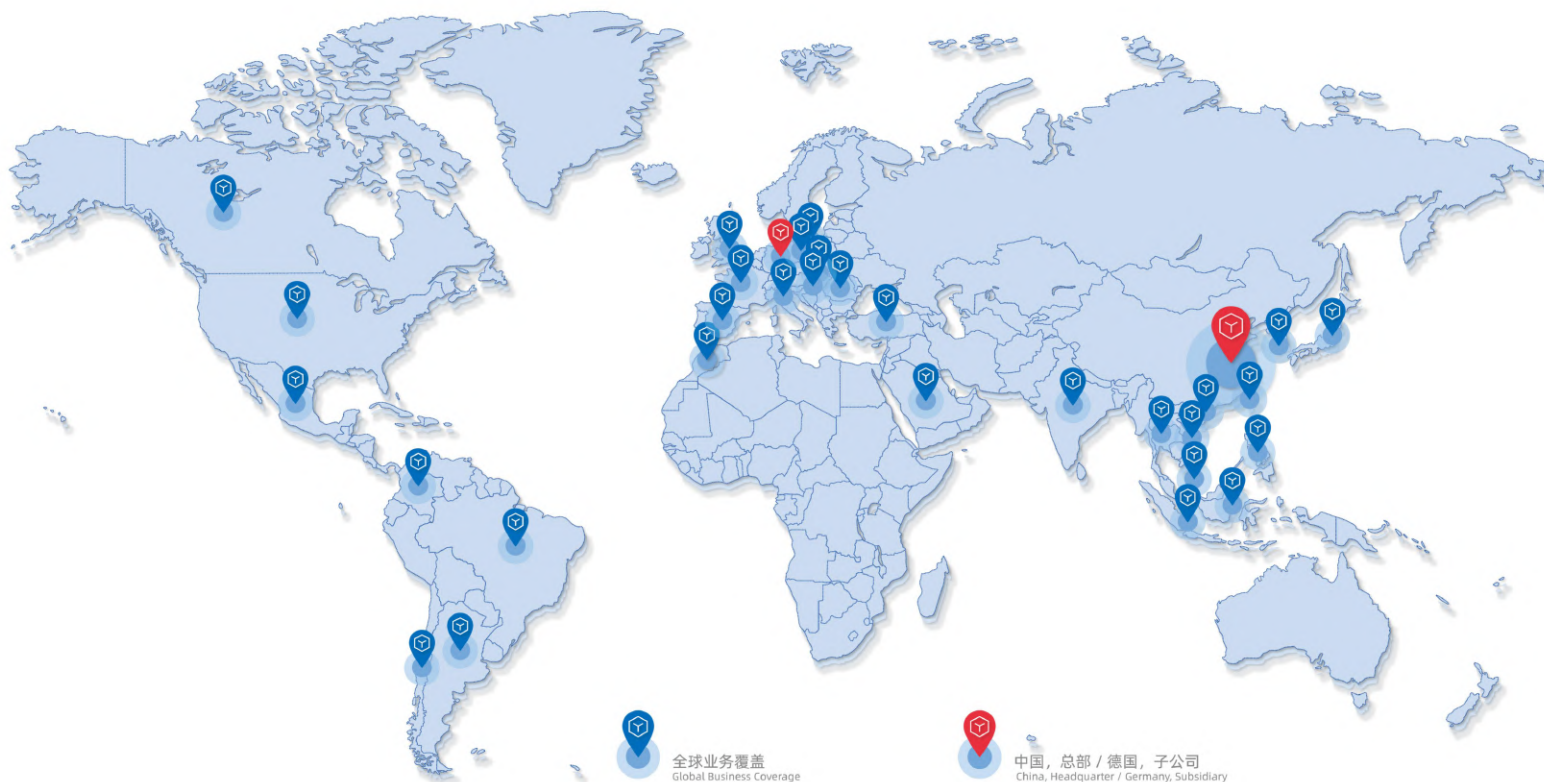 全球业务覆盖
Global Business Coverage
中国，总部 / 德国，子公司
China, Headquarter / Germany, Subsidiary